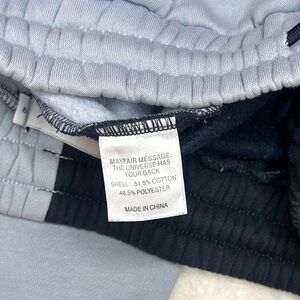 MAYFAIR MESSAGE:
THE UNIVERSE HAS
YOUR BACK
SHELL: 51.5% COTTON
48.5% POLYESTER
MADE IN CHINA